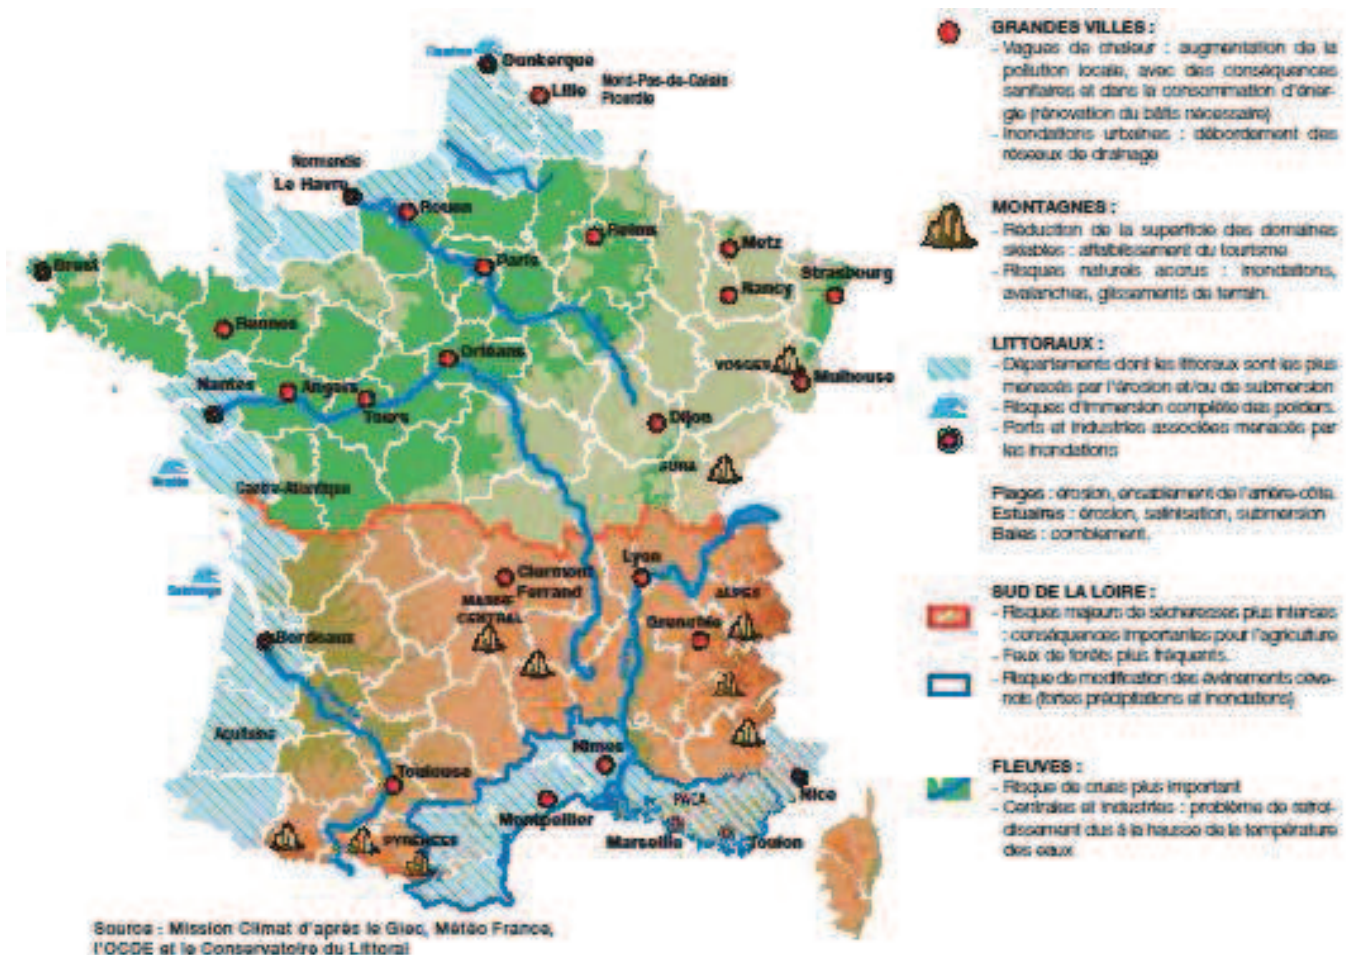 Dunkerque
Lille
Nord-Pas-de-Calais
Picardie
Normandie
Le Havre
Rouen
Reims
Metz
Paris
Strasbourg
Brest
Nancy
Rennes
Orléans
VOSGES
Mulhouse
Nantes
Angers
Tours
Dijon
JURA
Centre-Atlantique
Lyon
Clermont
Ferrand
ALPES
MASSIF
CENTRAL
Grenoble
Bordeaux
Aquitaine
Nîmes
Toulouse
PACA
Nice
Montpellier
PYRENEES
Marseille
Toulon
Source : Mission Climat d'après le Giec, Météo France,
l'OCDE et le Conservatoire du Littoral
GRANDES VILLES :
- Vagues de chaleur : augmentation de la
pollution locale, avec des conséquences
sanitaires et dans la consommation d'éner-
gie (rénovation du bâtis nécessaire)
- Inondations urbaines : débordement des
réseaux de drainage
MONTAGNES :
- Réduction de la superficie des domaines
skiables : affaiblissement du tourisme
- Risques naturels accrus : inondations,
avalanches, glissements de terrain.
LITTORAUX :
- Départements dont les littoraux sont les plus
menacés par l'érosion et/ou de submersion
- Risques d'immersion complète des polders.
- Ports et industries associées menacés par
les inondations
Plages : érosion, ensablement de l'arrière-côte.
Estuaires : érosion, salinisation, submersion
Baies : comblement.
SUD DE LA LOIRE :
- Risques majeurs de sécheresses plus intenses
: conséquences importantes pour l'agriculture
- Feux de forêts plus fréquents.
- Risque de modification des événements céve-
nols (fortes précipitations et inondations)
FLEUVES :
- Risque de crues plus important
- Centrales et industries : problème de refroi-
dissement dus à la hausse de la température
des eaux